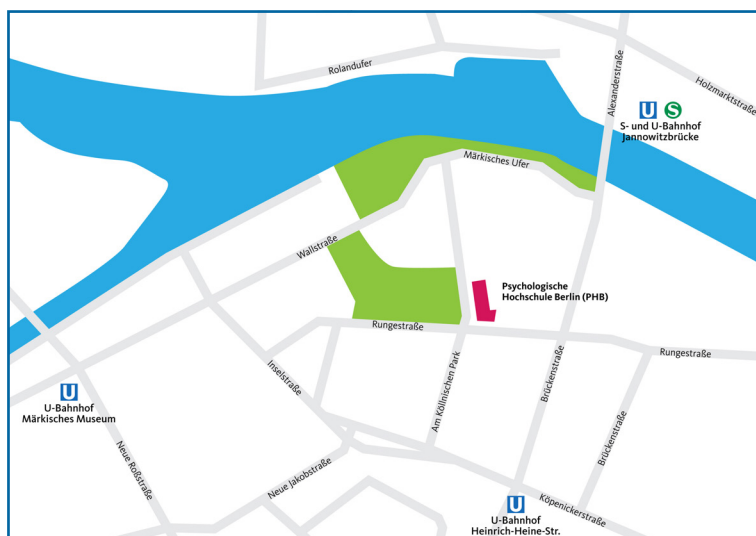 Rolandufer
Alexanderstraße
Holzmarktstraße
U S
S- und U-Bahnhof
Jannowitzbrücke
Märkisches Ufer
Wallstraße
Psychologische
Hochschule Berlin (PHB)
Rungestraße
Rungestraße
Inselstraße
Am Köllnischen Park
Brückenstraße
Brückenstraße
U
U-Bahnhof
Märkisches Museum
Neue Roßstraße
Neue Jakobstraße
Köpenickerstraße
U
U-Bahnhof
Heinrich-Heine-Str.